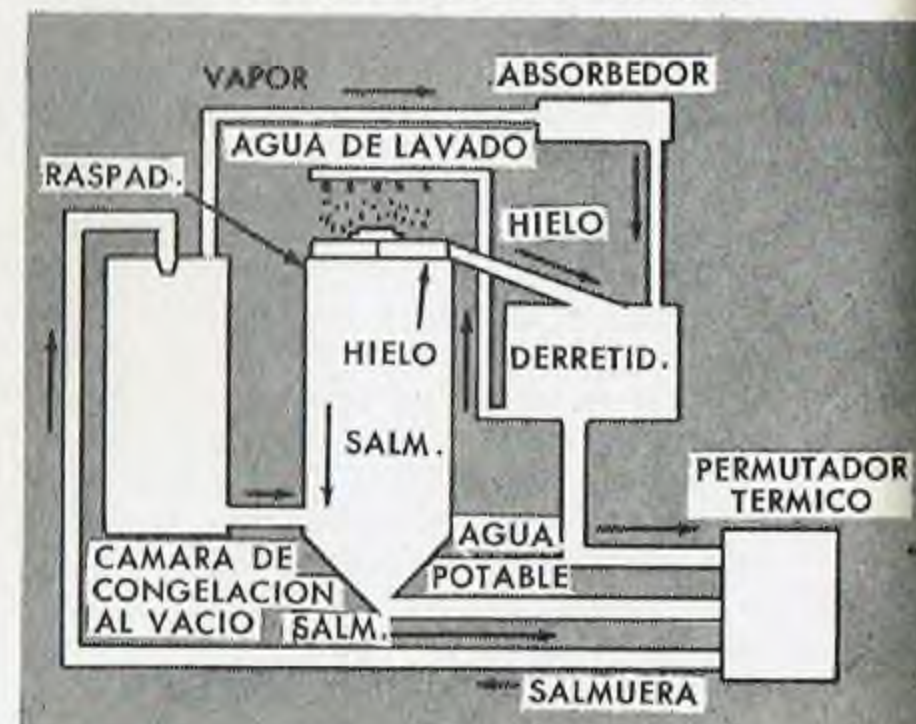 VAPOR
ABSORBEDOR
AGUA DE LAVADO
RASPAD.
HIELO
HIELO
DERRETID.
SALM.
PERMUTADOR
TERMICO
AGUA
POTABLE
CAMARA DE
CONGELACION
AL VACIO
SALM.
SALMUERA